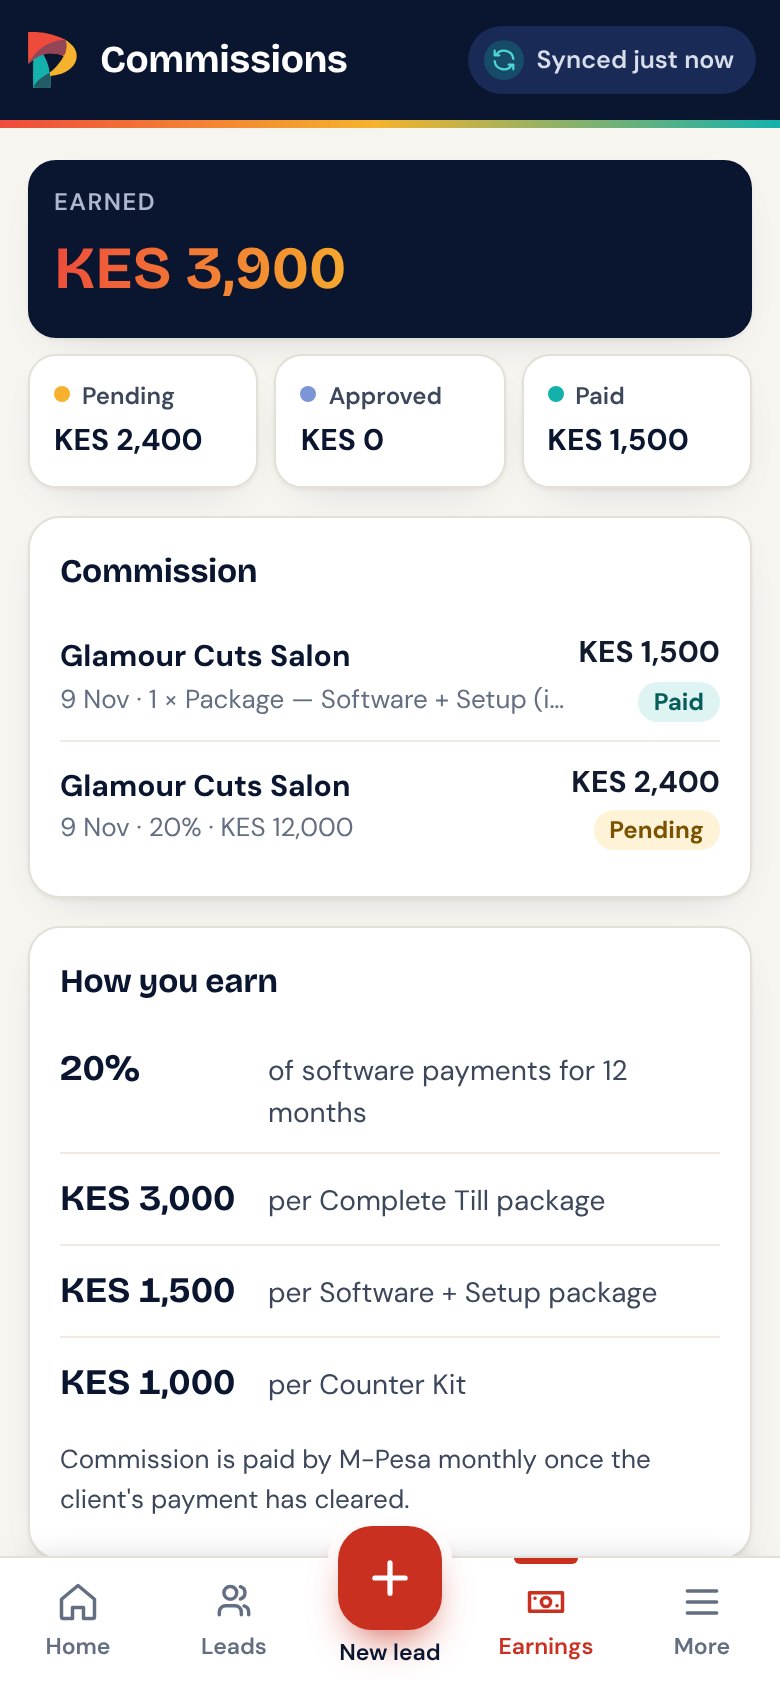 Commissions
Synced just now
EARNED
KES 3,900
Pending
KES 2,400
Approved
KES 0
Paid
KES 1,500
Commission
Glamour Cuts Salon
KES 1,500
9 Nov · 1 × Package — Software + Setup (i...
Paid
Glamour Cuts Salon
KES 2,400
9 Nov · 20% · KES 12,000
Pending
How you earn
20%
of software payments for 12
months
KES 3,000 per Complete Till package
KES 1,500 per Software + Setup package
KES 1,000 per Counter Kit
Commission is paid by M-Pesa monthly once the
client's payment has cleared.
Home
Leads
New lead
Earnings
More